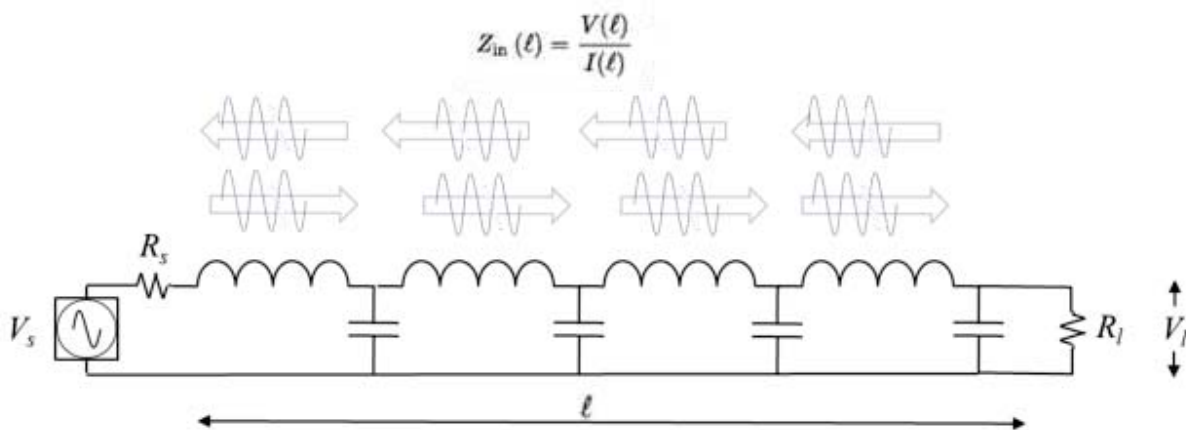 Z_in (ℓ) = V(ℓ) / I(ℓ)
R_s
V_s
R_l
V_l
ℓ